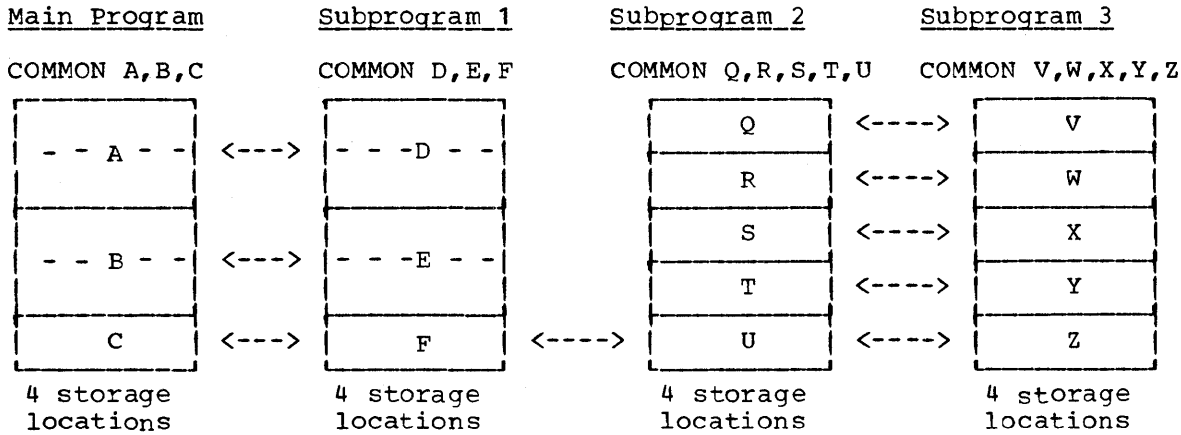 Main Program Subprogram 1 Subprogram 2 Subprogram 3
COMMON A,B,C COMMON D,E,F COMMON Q,R,S,T,U COMMON V,W,X,Y,Z
Q <----> V
- - A - - <---> - - -D - -
R <----> W
S <----> X
- - B - - <---> - - -E - -
T <----> Y
C <---> F <----> U <----> Z
4 storage 4 storage 4 storage 4 storage
locations locations locations locations